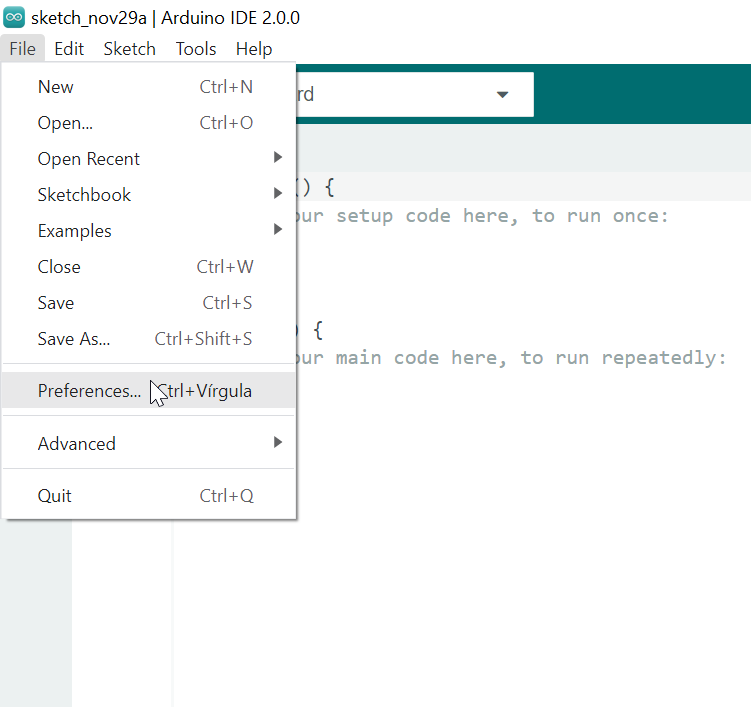 sketch_nov29a | Arduino IDE 2.0.0
File Edit Sketch Tools Help
New Ctrl+N
rd
Open... Ctrl+O
Open Recent
Sketchbook
() {
our setup code here, to run once:
Examples
Close Ctrl+W
Save Ctrl+S
Save As... Ctrl+Shift+S
) {
our main code here, to run repeatedly:
Preferences... Ctrl+Vírgula
Advanced
Quit Ctrl+Q